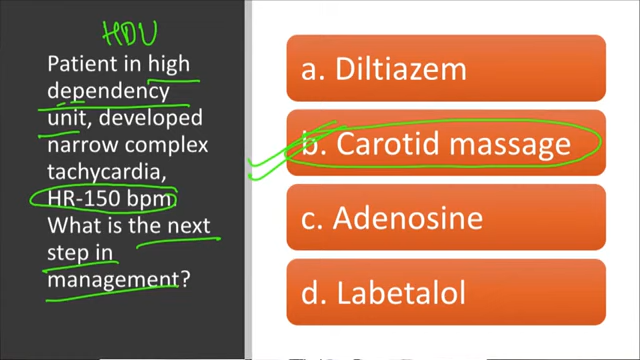 HDU
Patient in high
dependency
unit, developed
narrow complex
tachycardia,
HR-150 bpm
What is the next
step in
management?
a. Diltiazem
b. Carotid massage
c. Adenosine
d. Labetalol